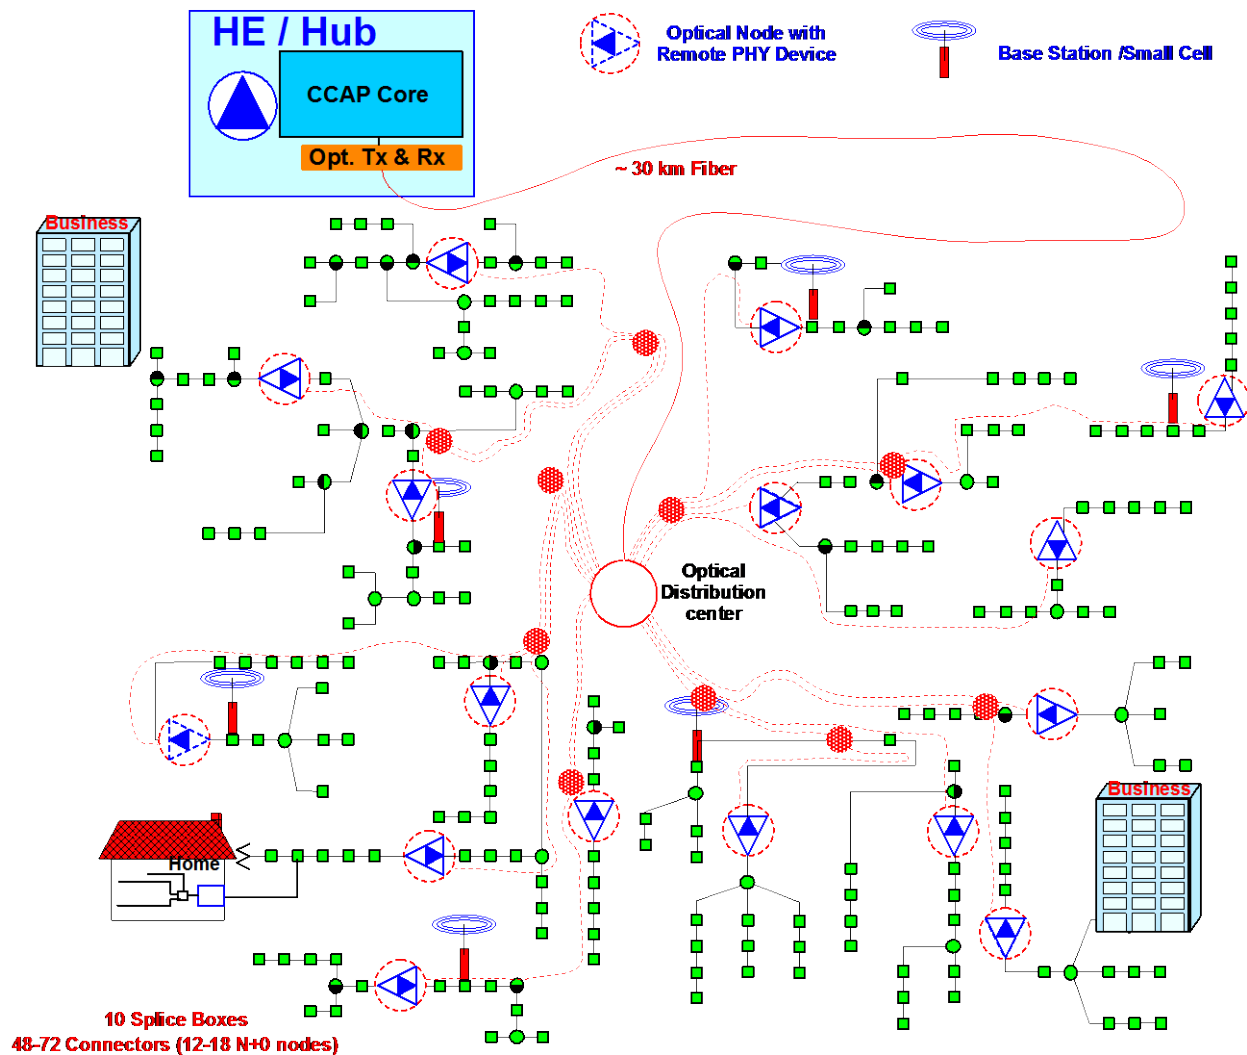 HE / Hub
CCAP Core
Opt. Tx & Rx
Optical Node with
Remote PHY Device
Base Station /Small Cell
~ 30 km Fiber
Business
Optical
Distribution
center
Business
Home
10 Splice Boxes
48-72 Connectors (12-18 N+0 nodes)